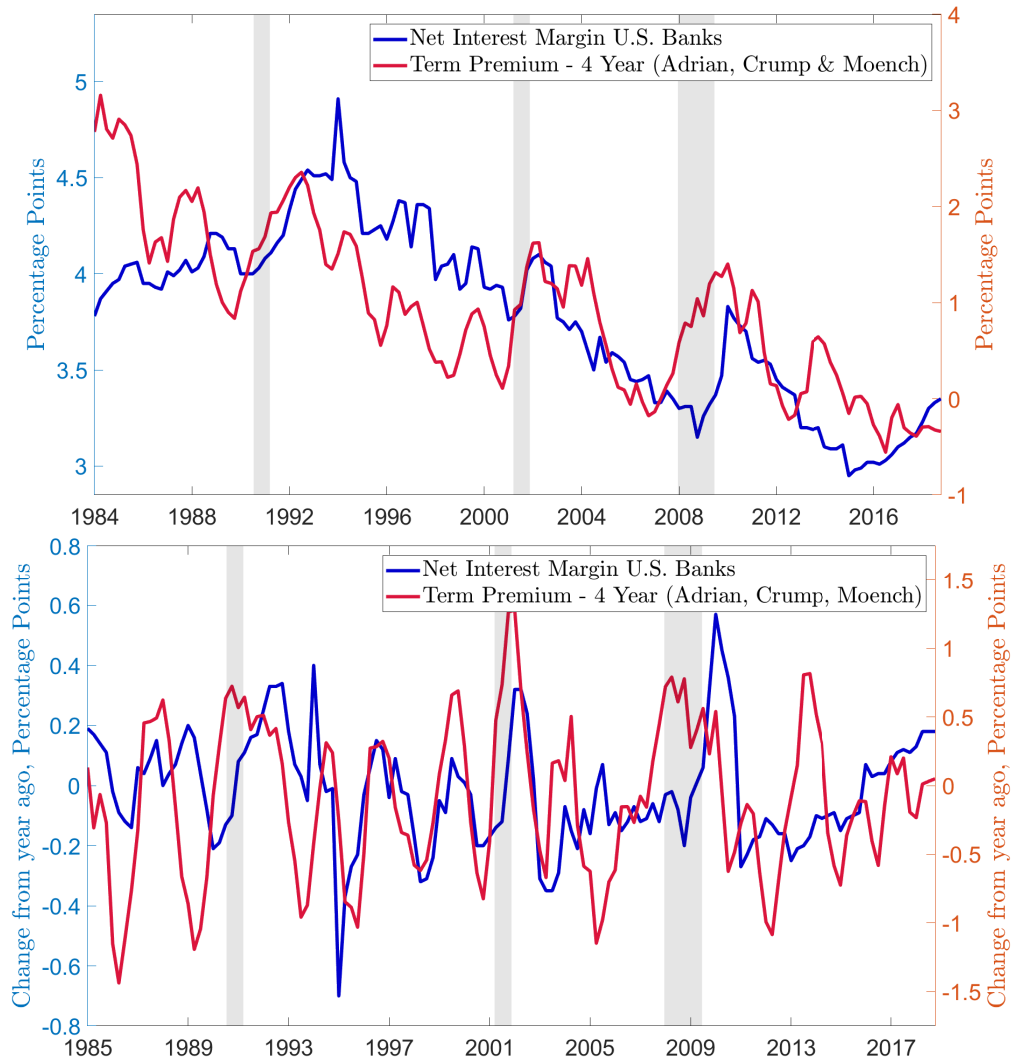 Net Interest Margin U.S. Banks
Term Premium - 4 Year (Adrian, Crump & Moench)
Percentage Points
5
4.5
4
3.5
3
4
3
2
1
0
-1
Percentage Points
1984 1988 1992 1996 2000 2004 2008 2012 2016
Net Interest Margin U.S. Banks
Term Premium - 4 Year (Adrian, Crump, Moench)
Change from year ago, Percentage Points
0.8
0.6
0.4
0.2
0
-0.2
-0.4
-0.6
-0.8
1.5
1
0.5
0
-0.5
-1
-1.5
Change from year ago, Percentage Points
1985 1989 1993 1997 2001 2005 2009 2013 2017